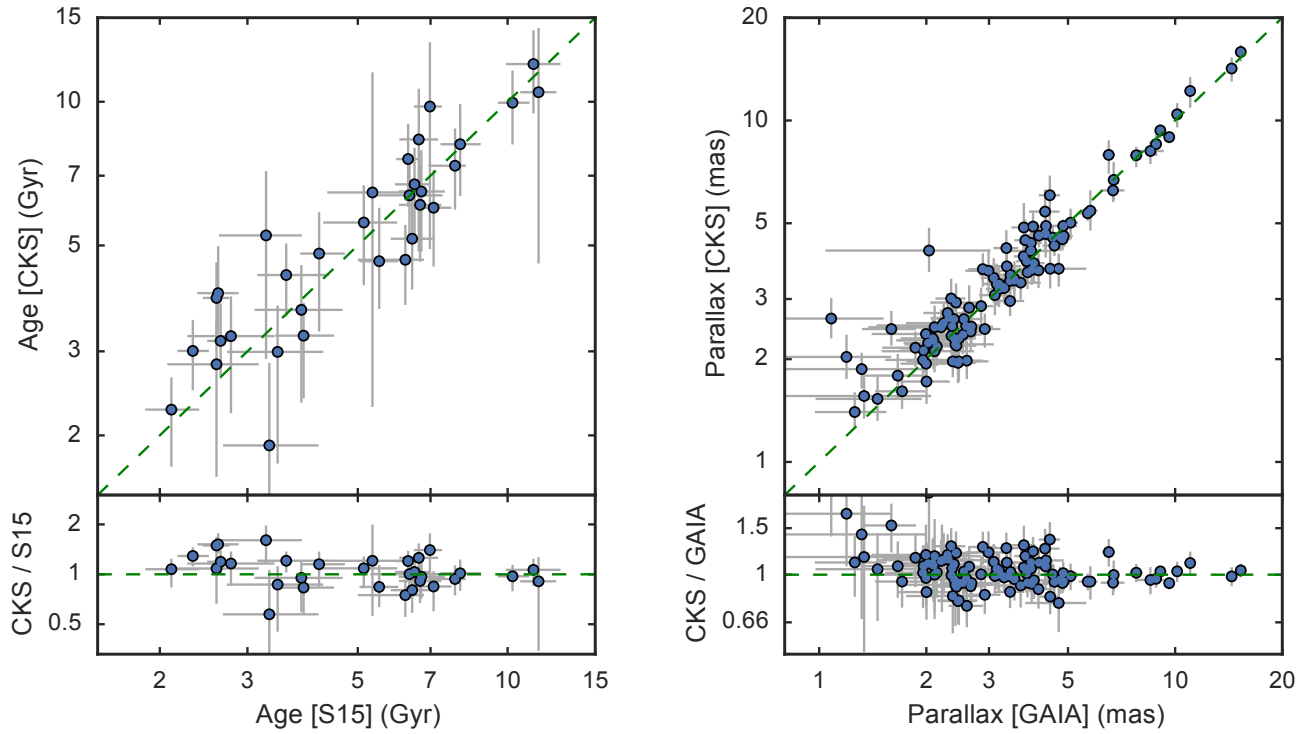 15
10
7
5
3
2
Age [CKS] (Gyr)
2
1
0.5
CKS / S15
2 3 5 7 10 15
Age [S15] (Gyr)
20
10
5
3
2
1
Parallax [CKS] (mas)
1.5
1
0.66
CKS / GAIA
1 2 3 5 10 20
Parallax [GAIA] (mas)